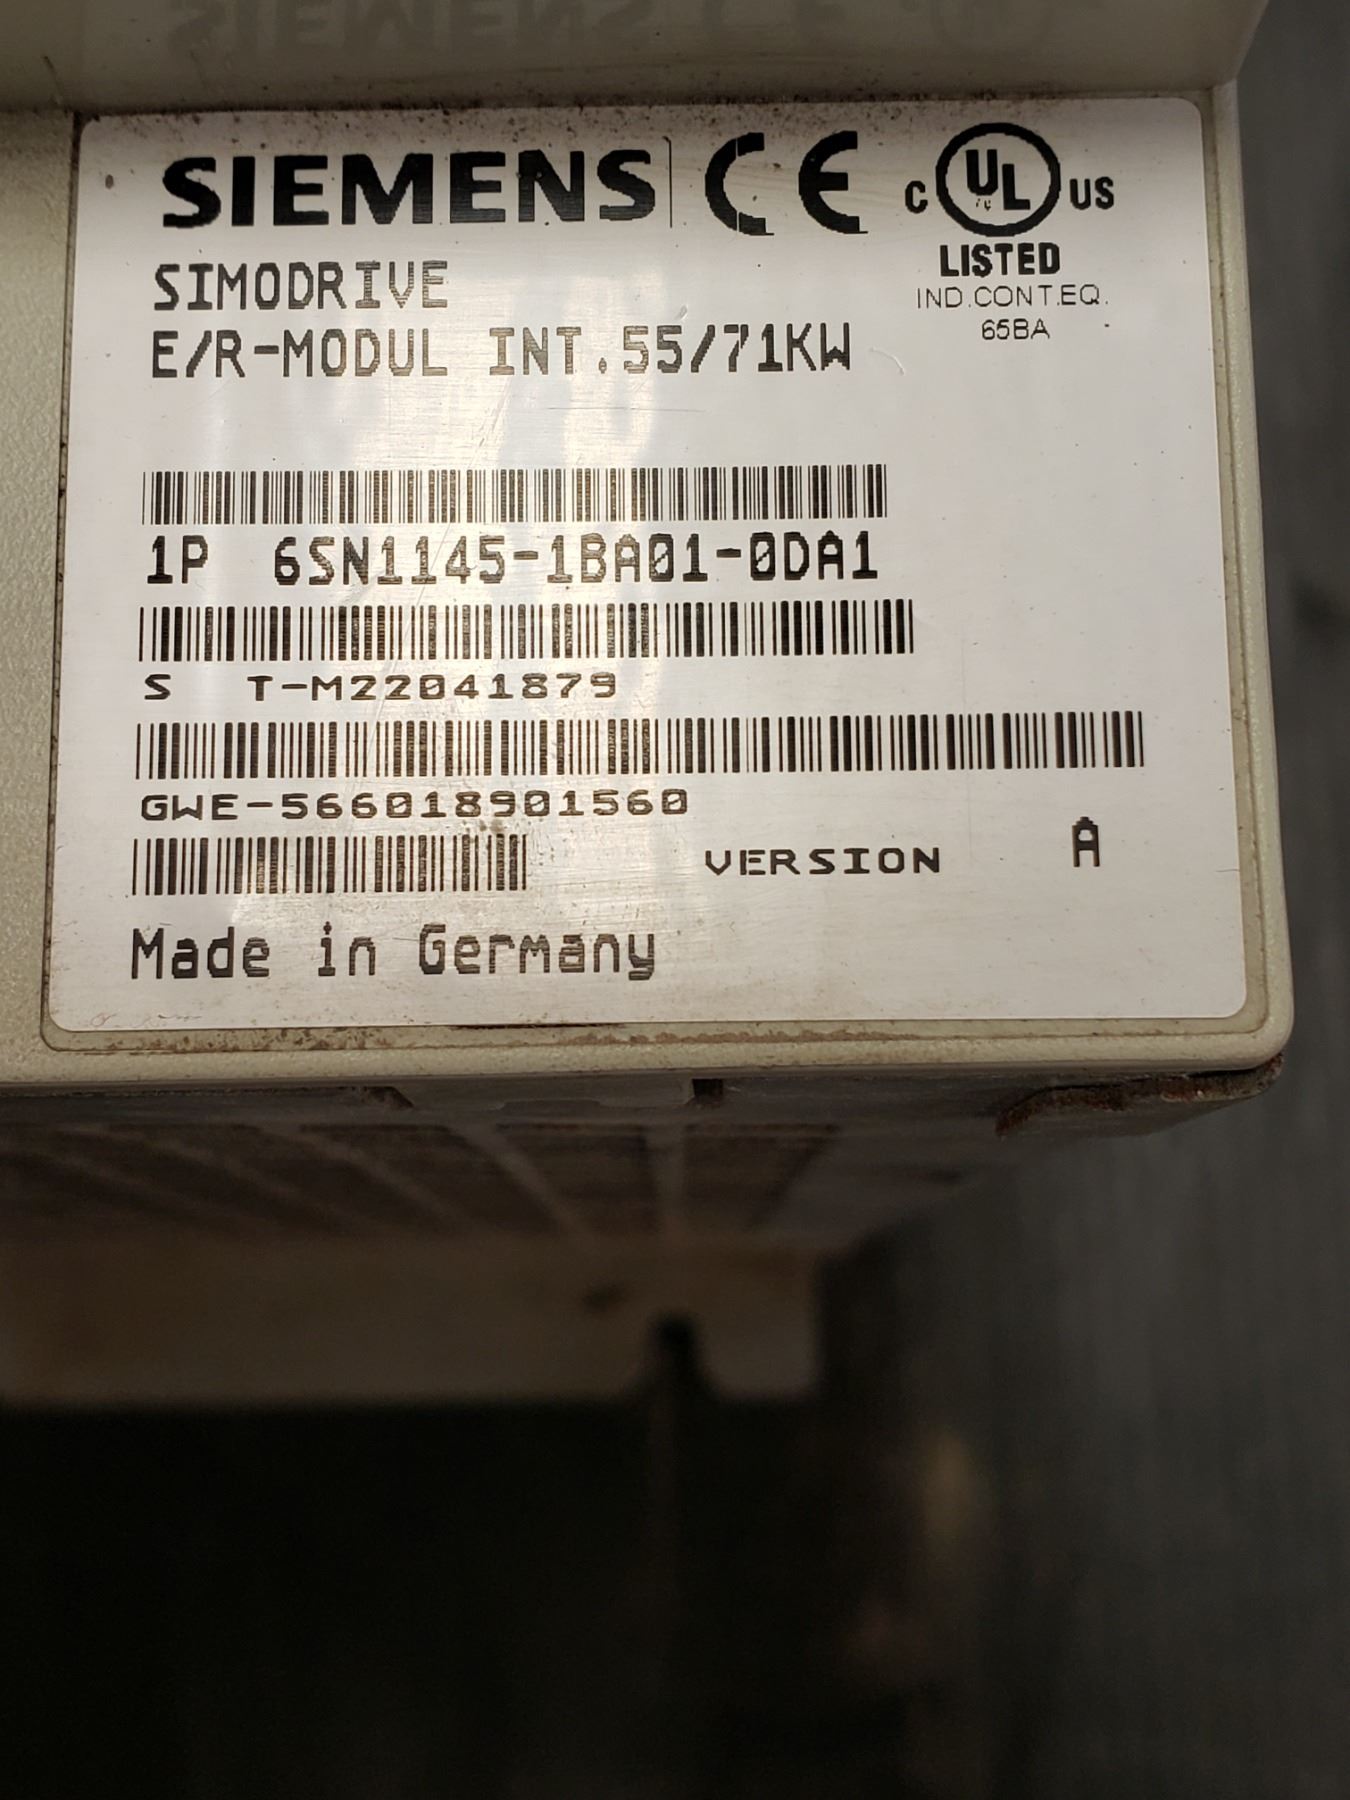 SIEMENS CE C UL US
LISTED
SIMODRIVE
IND.CONT.EQ.
E/R-MODUL INT.55/71KW
65BA
1P 6SN1145-1BA01-0DA1
S T-M22041879
GWE-566018901560
VERSION A
Made in Germany